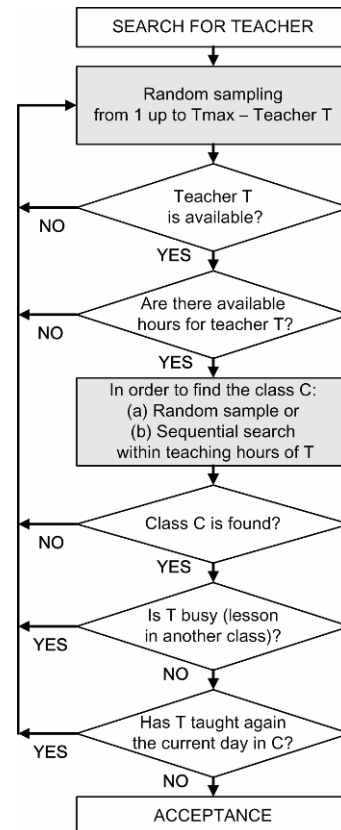 SEARCH FOR TEACHER
Random sampling
from 1 up to Tmax – Teacher T
Teacher T
is available?
NO
YES
Are there available
hours for teacher T?
NO
YES
In order to find the class C:
(a) Random sample or
(b) Sequential search
within teaching hours of T
Class C is found?
NO
YES
Is T busy (lesson
in another class)?
YES
NO
Has T taught again
the current day in C?
YES
NO
ACCEPTANCE